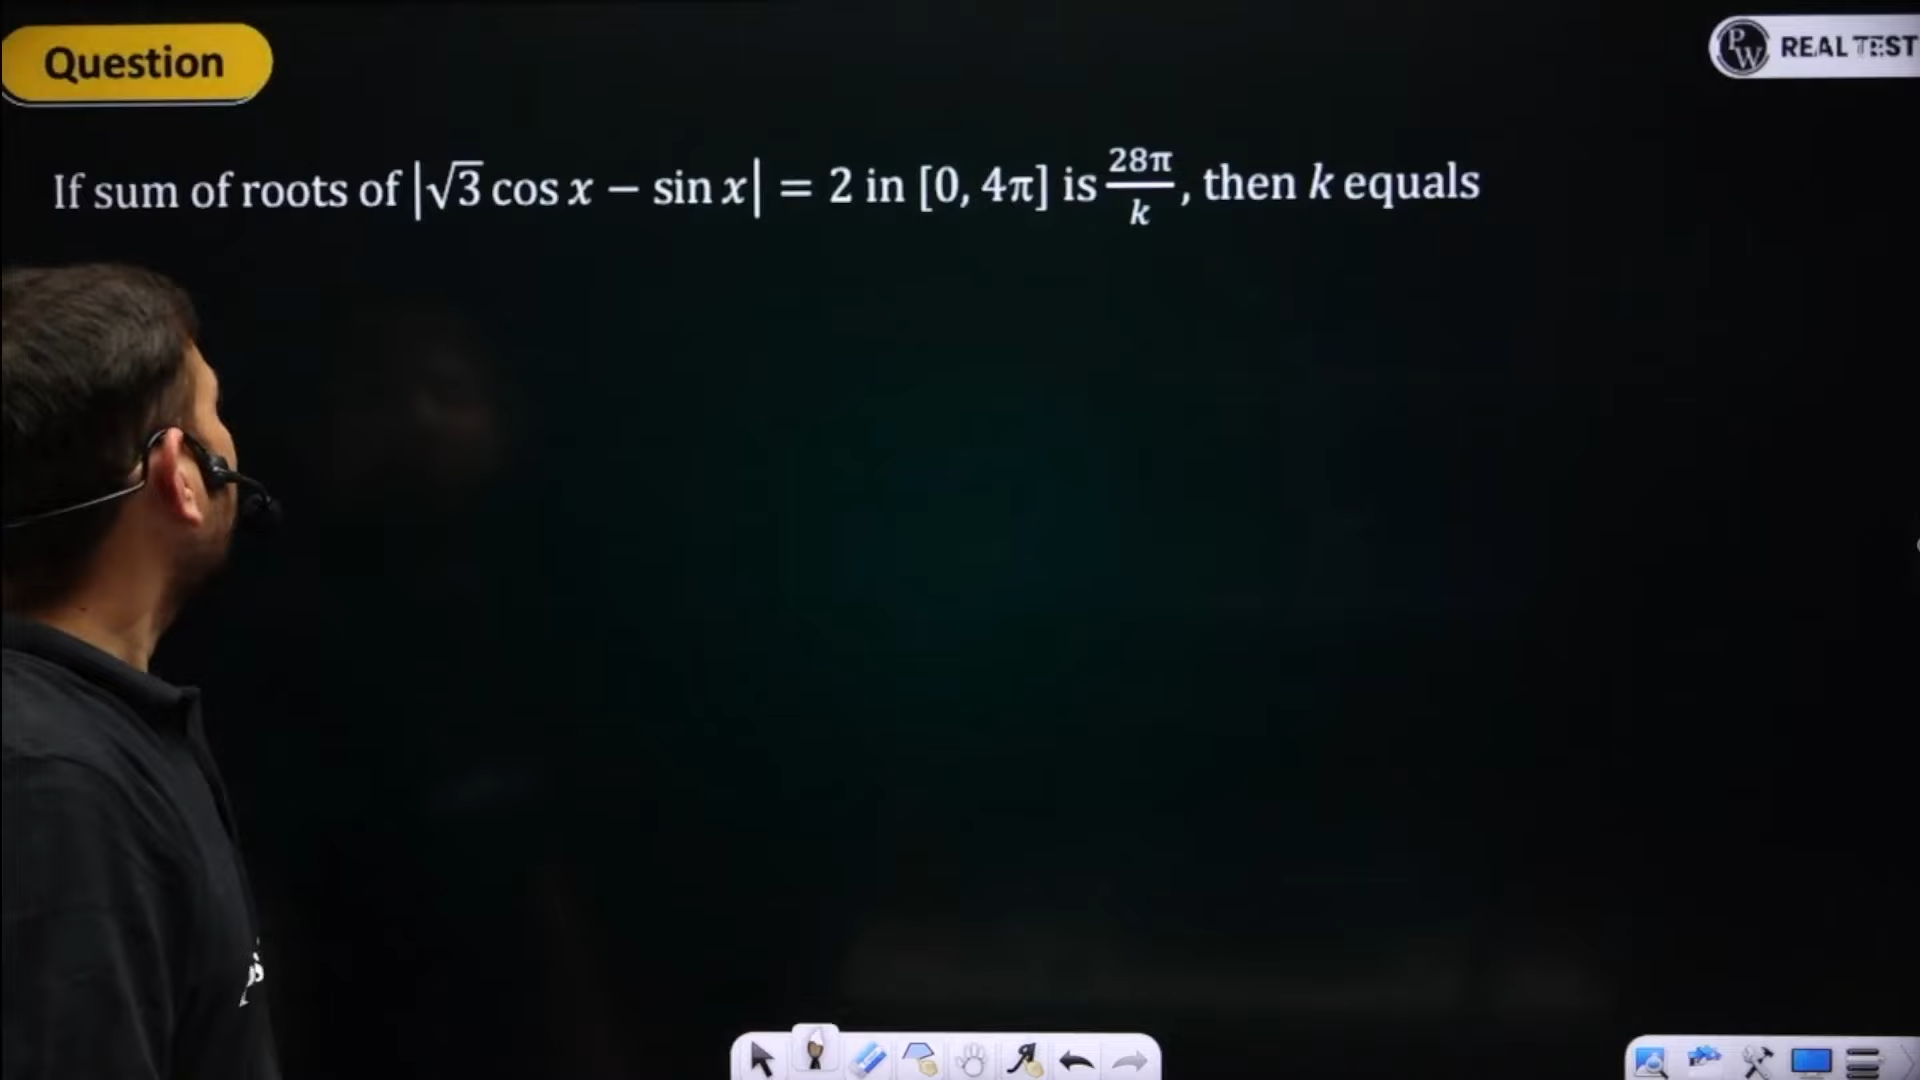 Question
PW REAL TEST
If sum of roots of |√3 cos x − sin x| = 2 in [0, 4π] is 28π/k, then k equals